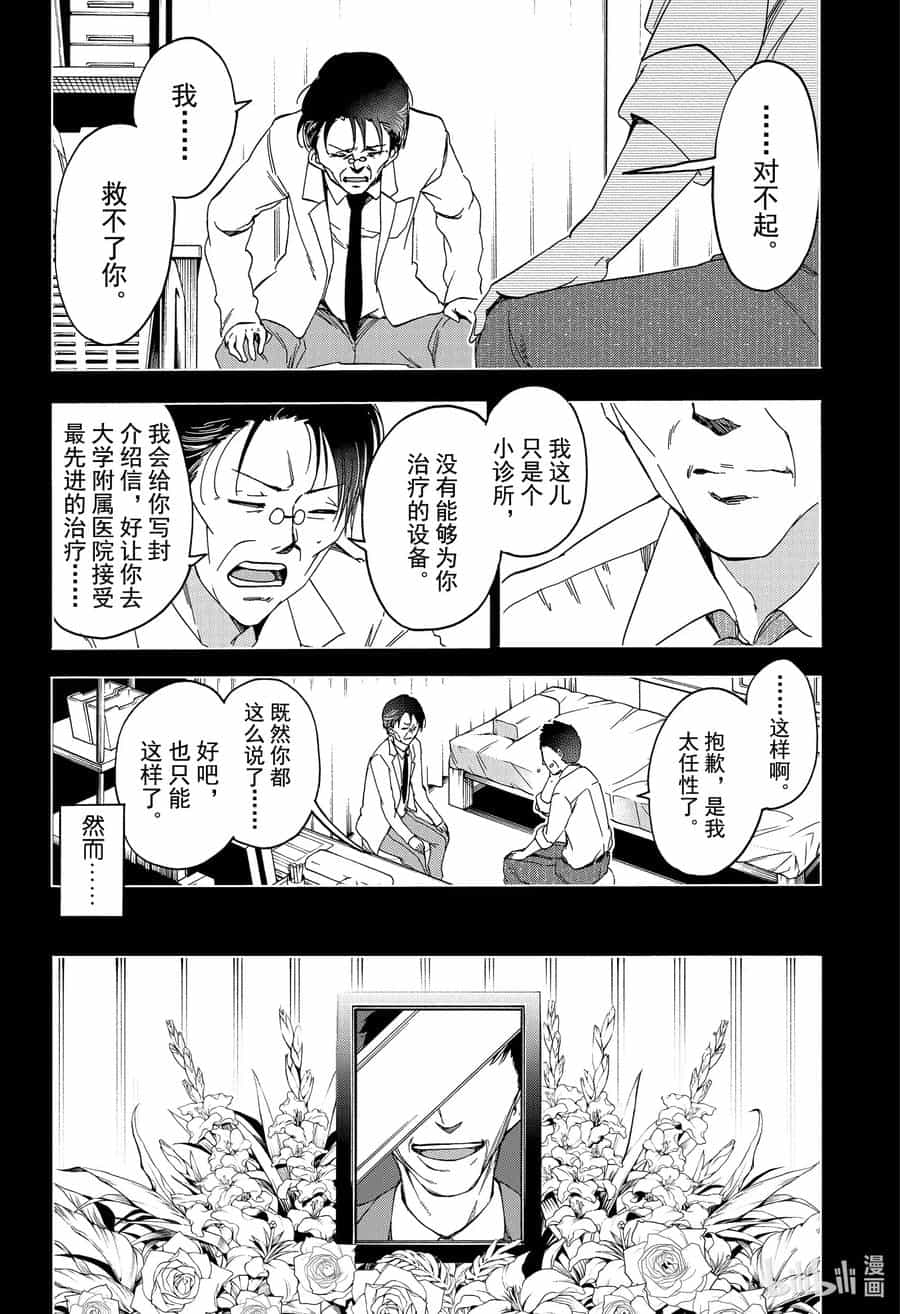 ……对不起。
我……
救不了你。
我这儿
只是个
小诊所，
没有能够为你
治疗的设备。
我会给你写封
介绍信，好让你去
大学附属医院接受
最先进的治疗……
……这样啊。
抱歉，是我
太任性了。
既然你都
这么说了……
好吧，
也只能
这样了。
然而……
bilibili
漫画